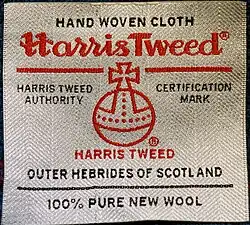 HAND WOVEN CLOTH
Harris Tweed®
HARRIS TWEED CERTIFICATION
AUTHORITY MARK
®
HARRIS TWEED
OUTER HEBRIDES OF SCOTLAND
100% PURE NEW WOOL